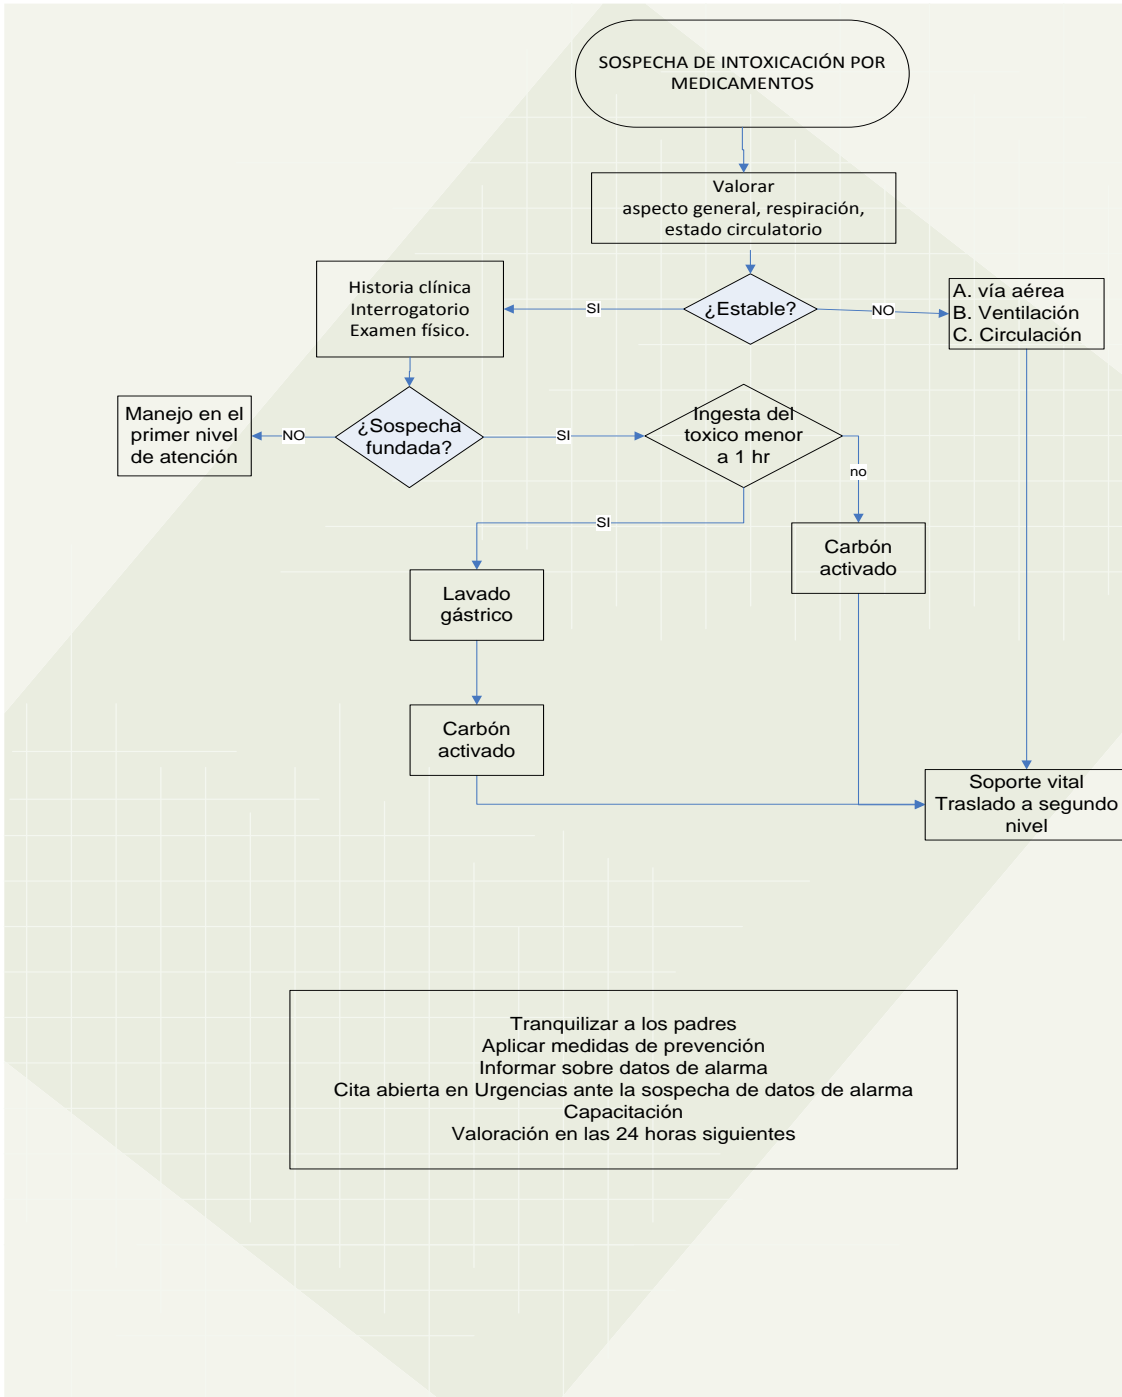 SOSPECHA DE INTOXICACIÓN POR
MEDICAMENTOS
Valorar
aspecto general, respiración,
estado circulatorio
¿Estable?
SI
NO
Historia clínica
Interrogatorio
Examen físico.
A. vía aérea
B. Ventilación
C. Circulación
¿Sospecha
fundada?
NO
SI
Manejo en el
primer nivel
de atención
Ingesta del
toxico menor
a 1 hr
no
SI
Carbón
activado
Lavado
gástrico
Carbón
activado
Soporte vital
Traslado a segundo
nivel
Tranquilizar a los padres
Aplicar medidas de prevención
Informar sobre datos de alarma
Cita abierta en Urgencias ante la sospecha de datos de alarma
Capacitación
Valoración en las 24 horas siguientes